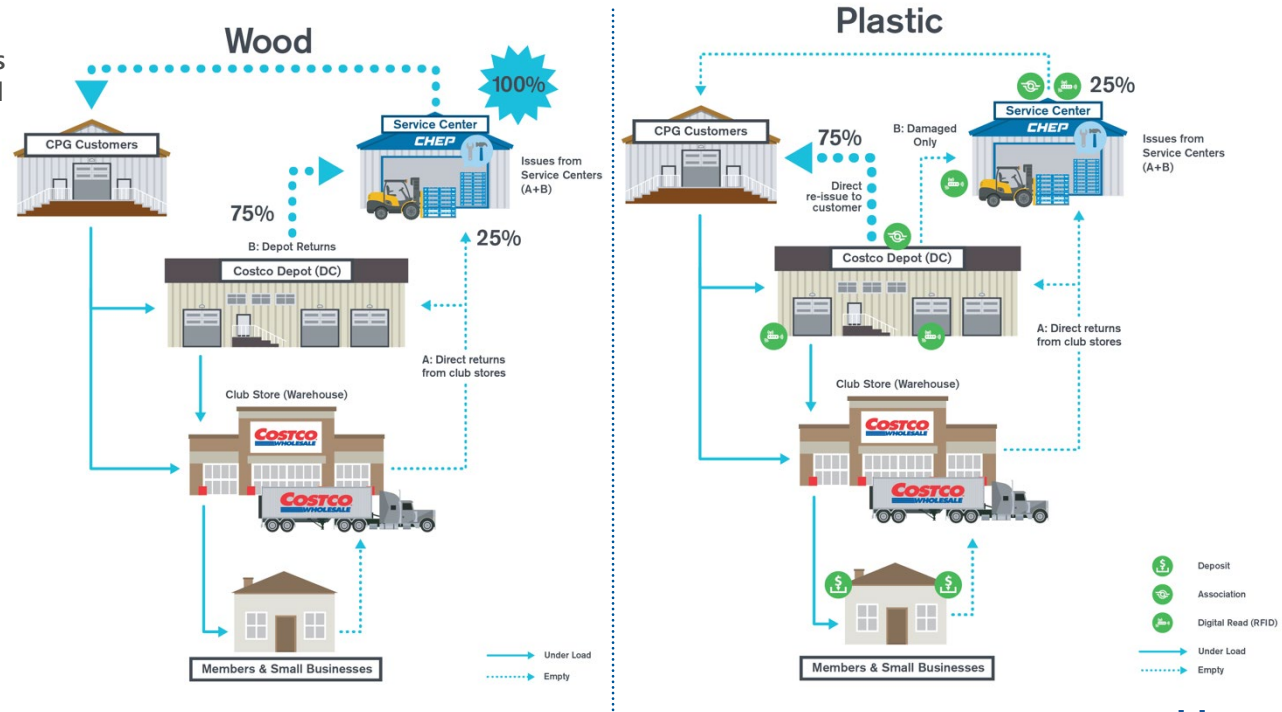 s
Wood
100%
CPG Customers
Service Center
CHEP
Issues from
Service Centers
(A+B)
75%
25%
B: Depot Returns
Costco Depot (DC)
A: Direct returns
from club stores
Club Store (Warehouse)
COSTCO
WHOLESALE
COSTCO
WHOLESALE
Members & Small Businesses
Under Load
Empty
Plastic
25%
CPG Customers
Service Center
CHEP
B: Damaged
Only
75%
Issues from
Service Centers
(A+B)
Direct
re-issue to
customer
Costco Depot (DC)
A: Direct returns
from club stores
Club Store (Warehouse)
COSTCO
WHOLESALE
COSTCO
WHOLESALE
$
$
Members & Small Businesses
$
Deposit
Association
Digital Read (RFID)
Under Load
Empty